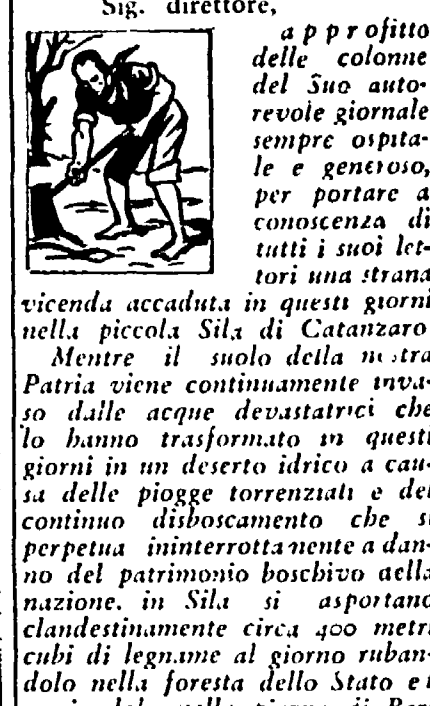 Sig. direttore,
approfitto
delle colonne
del Suo auto-
revole giornale
sempre ospita-
le e generoso,
per portare a
conoscenza di
tutti i suoi let-
tori una strana
vicenda accaduta in questi giorni
nella piccola Sila di Catanzaro
Mentre il suolo della nostra
Patria viene continuamente inva-
so dalle acque devastatrici che
lo hanno trasformato in questi
giorni in un deserto idrico a cau-
sa delle piogge torrenziali e del
continuo disboscamento che si
perpetua ininterrottamente a dan-
no del patrimonio boschivo della
nazione. in Sila si asportano
clandestinamente circa 400 metri
cubi di legname al giorno ruban-
dolo nella foresta dello Stato e